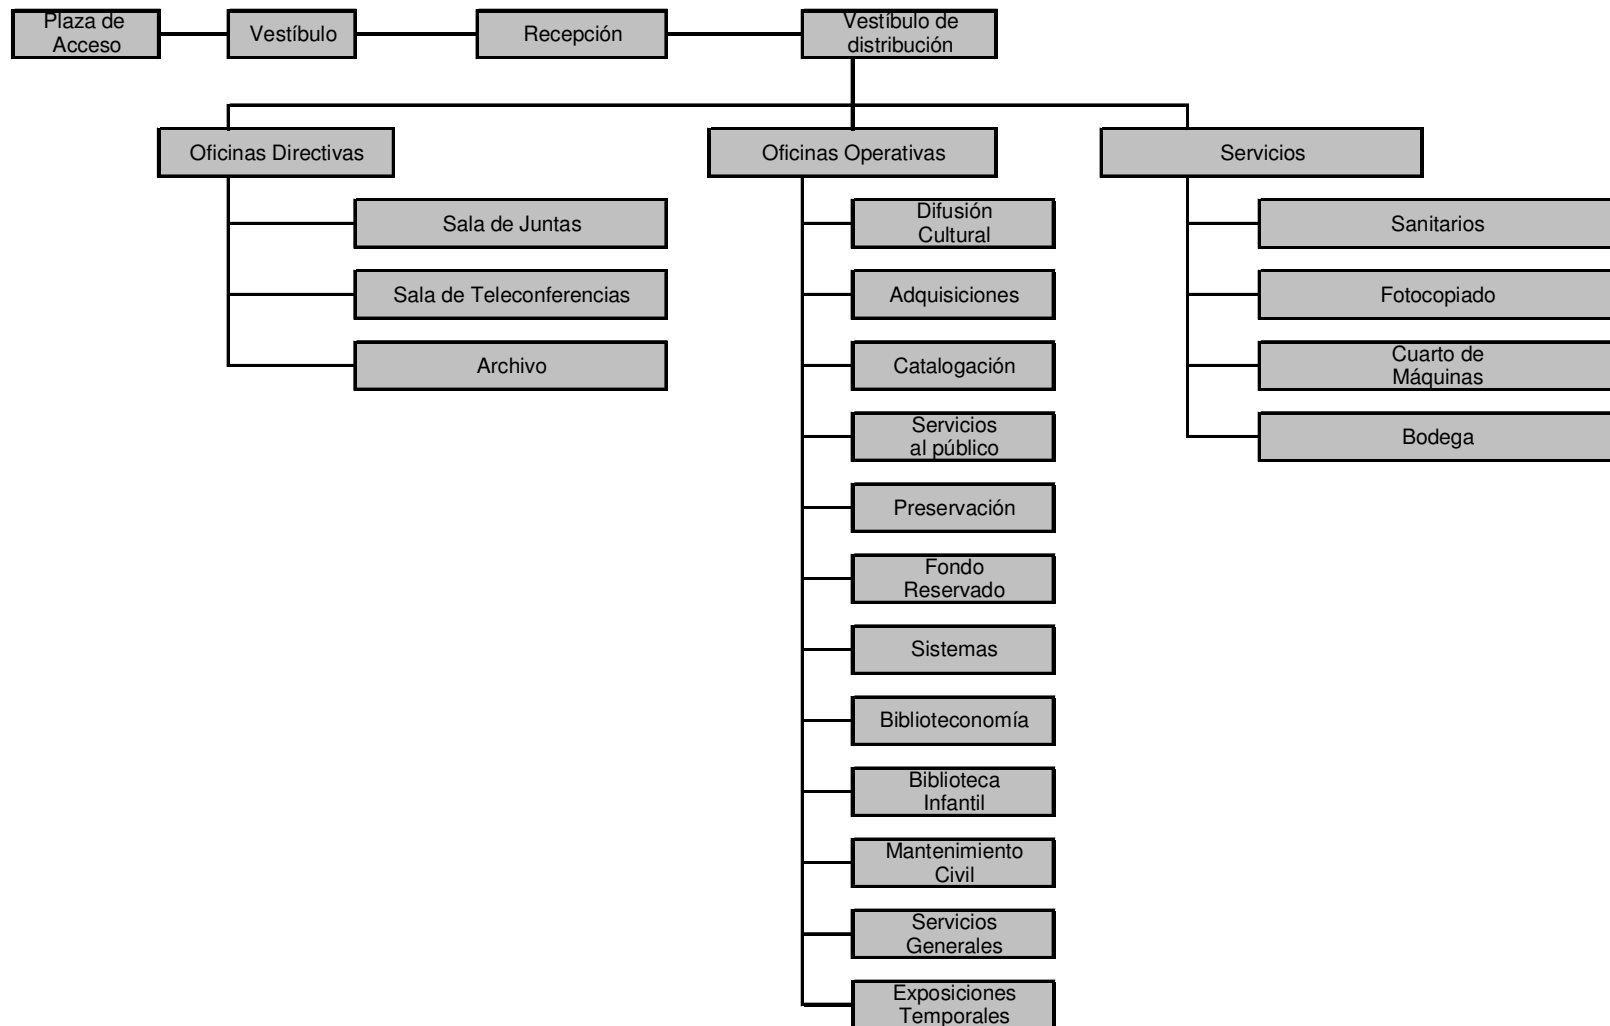 Plaza de
Acceso
Vestíbulo
Recepción
Vestíbulo de
distribución
Oficinas Directivas
Oficinas Operativas
Servicios
Sala de Juntas
Sala de Teleconferencias
Archivo
Difusión
Cultural
Adquisiciones
Catalogación
Servicios
al público
Preservación
Fondo
Reservado
Sistemas
Biblioteconomía
Biblioteca
Infantil
Mantenimiento
Civil
Servicios
Generales
Exposiciones
Temporales
Sanitarios
Fotocopiado
Cuarto de
Máquinas
Bodega